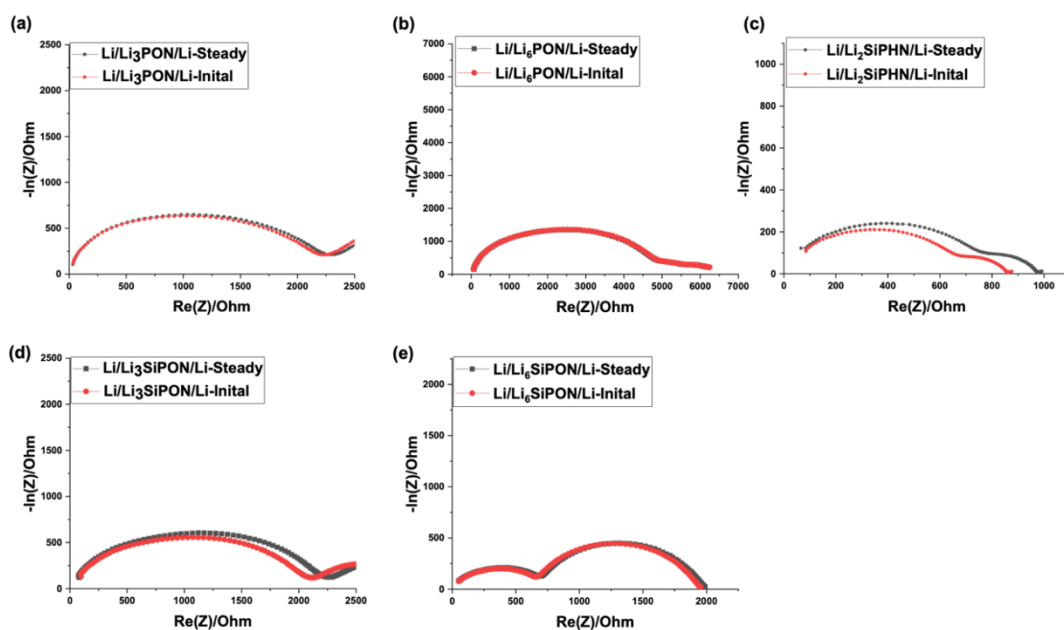 (a)
Li/Li3PON/Li-Steady
Li/Li3PON/Li-Inital
2500
2000
1500
1000
500
0
-In(Z)/Ohm
0 500 1000 1500 2000 2500
Re(Z)/Ohm
(b)
Li/Li6PON/Li-Steady
Li/Li6PON/Li-Inital
7000
6000
5000
4000
3000
2000
1000
0
-In(Z)/Ohm
0 1000 2000 3000 4000 5000 6000 7000
Re(Z)/Ohm
(c)
Li/Li2SiPHN/Li-Steady
Li/Li2SiPHN/Li-Inital
1000
800
600
400
200
0
-In(Z)/Ohm
0 200 400 600 800 1000
Re(Z)/Ohm
(d)
Li/Li3SiPON/Li-Steady
Li/Li3SiPON/Li-Inital
2500
2000
1500
1000
500
0
-In(Z)/Ohm
0 500 1000 1500 2000 2500
Re(Z)/Ohm
(e)
Li/Li6SiPON/Li-Steady
Li/Li6SiPON/Li-Inital
2000
1500
1000
500
0
-In(Z)/Ohm
0 500 1000 1500 2000
Re(Z)/Ohm